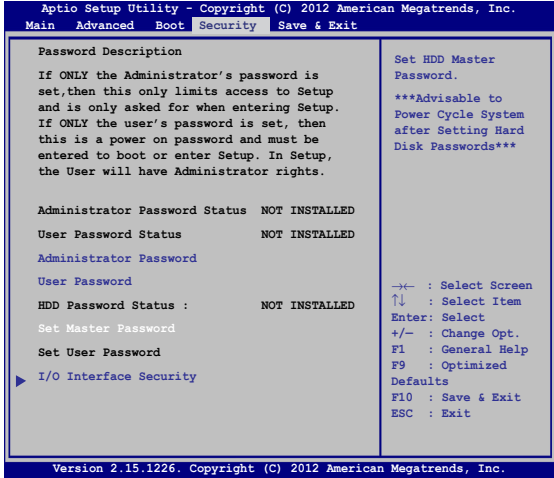 Aptio Setup Utility - Copyright (C) 2012 American Megatrends, Inc.
Main Advanced Boot Security Save & Exit
Password Description
If ONLY the Administrator's password is
set,then this only limits access to Setup
and is only asked for when entering Setup.
If ONLY the user's password is set, then
this is a power on password and must be
entered to boot or enter Setup. In Setup,
the User will have Administrator rights.
Administrator Password Status NOT INSTALLED
User Password Status NOT INSTALLED
Administrator Password
User Password
HDD Password Status : NOT INSTALLED
Set Master Password
Set User Password
I/O Interface Security
Set HDD Master
Password.
***Advisable to
Power Cycle System
after Setting Hard
Disk Passwords***
→← : Select Screen
↑↓ : Select Item
Enter: Select
+/— : Change Opt.
F1 : General Help
F9 : Optimized
Defaults
F10 : Save & Exit
ESC : Exit
Version 2.15.1226. Copyright (C) 2012 American Megatrends, Inc.